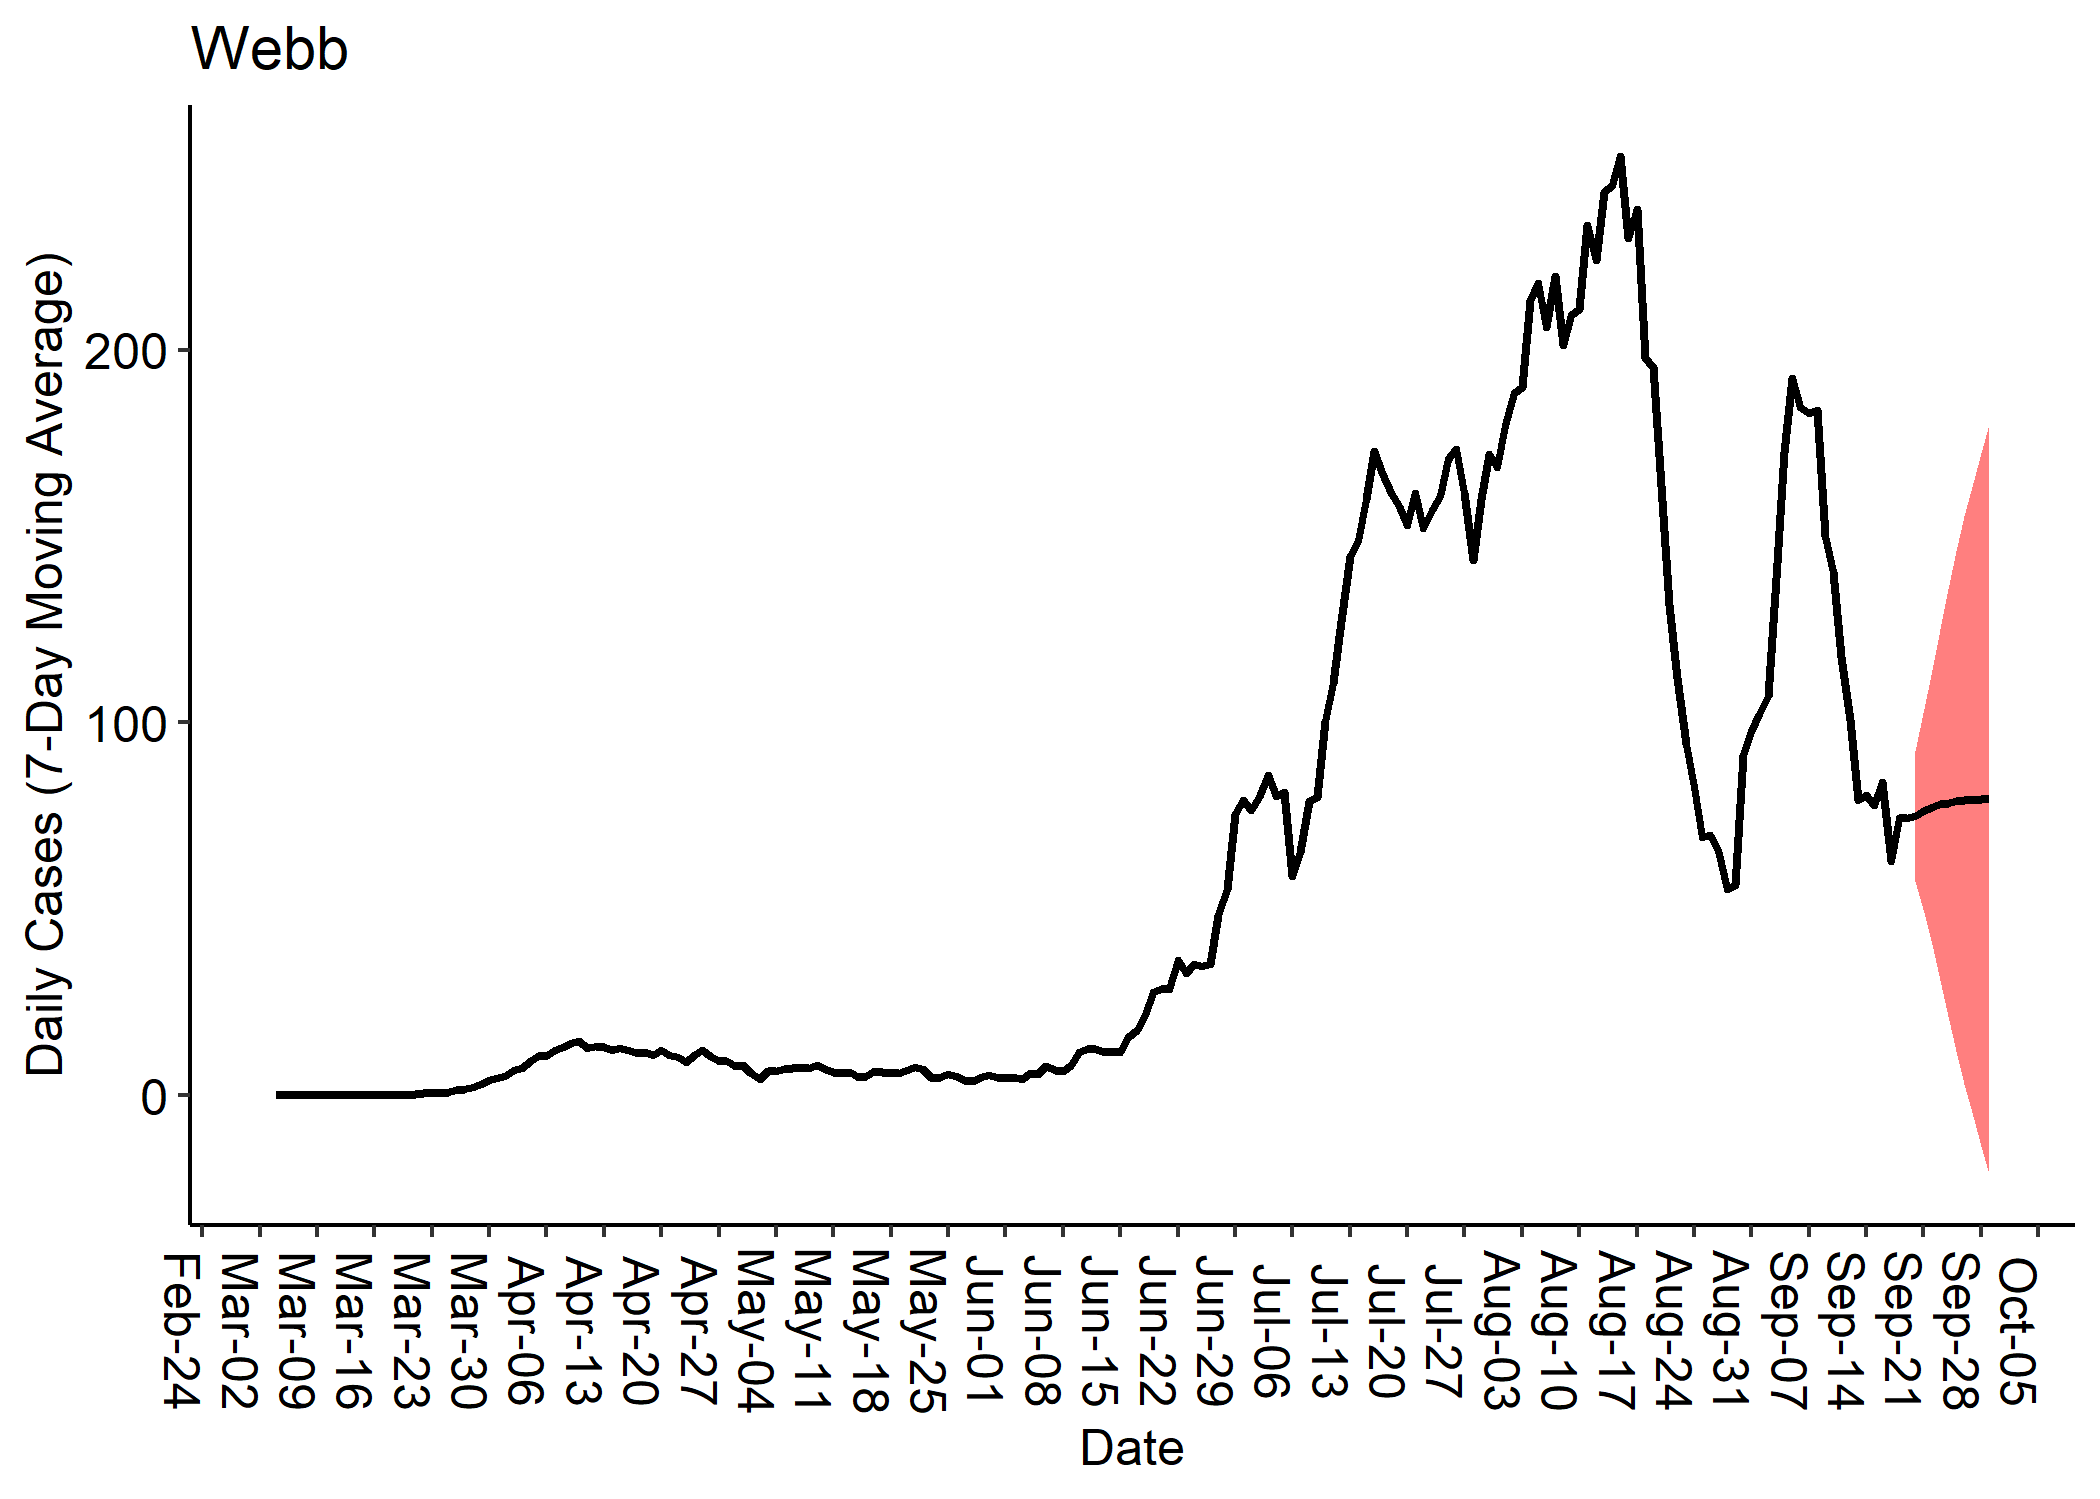 Webb
Daily Cases (7-Day Moving Average)
200
100
0
Feb-24
Mar-02
Mar-09
Mar-16
Mar-23
Mar-30
Apr-06
Apr-13
Apr-20
Apr-27
May-04
May-11
May-18
May-25
Jun-01
Jun-08
Jun-15
Jun-22
Jun-29
Jul-06
Jul-13
Jul-20
Jul-27
Aug-03
Aug-10
Aug-17
Aug-24
Aug-31
Sep-07
Sep-14
Sep-21
Sep-28
Oct-05
Date